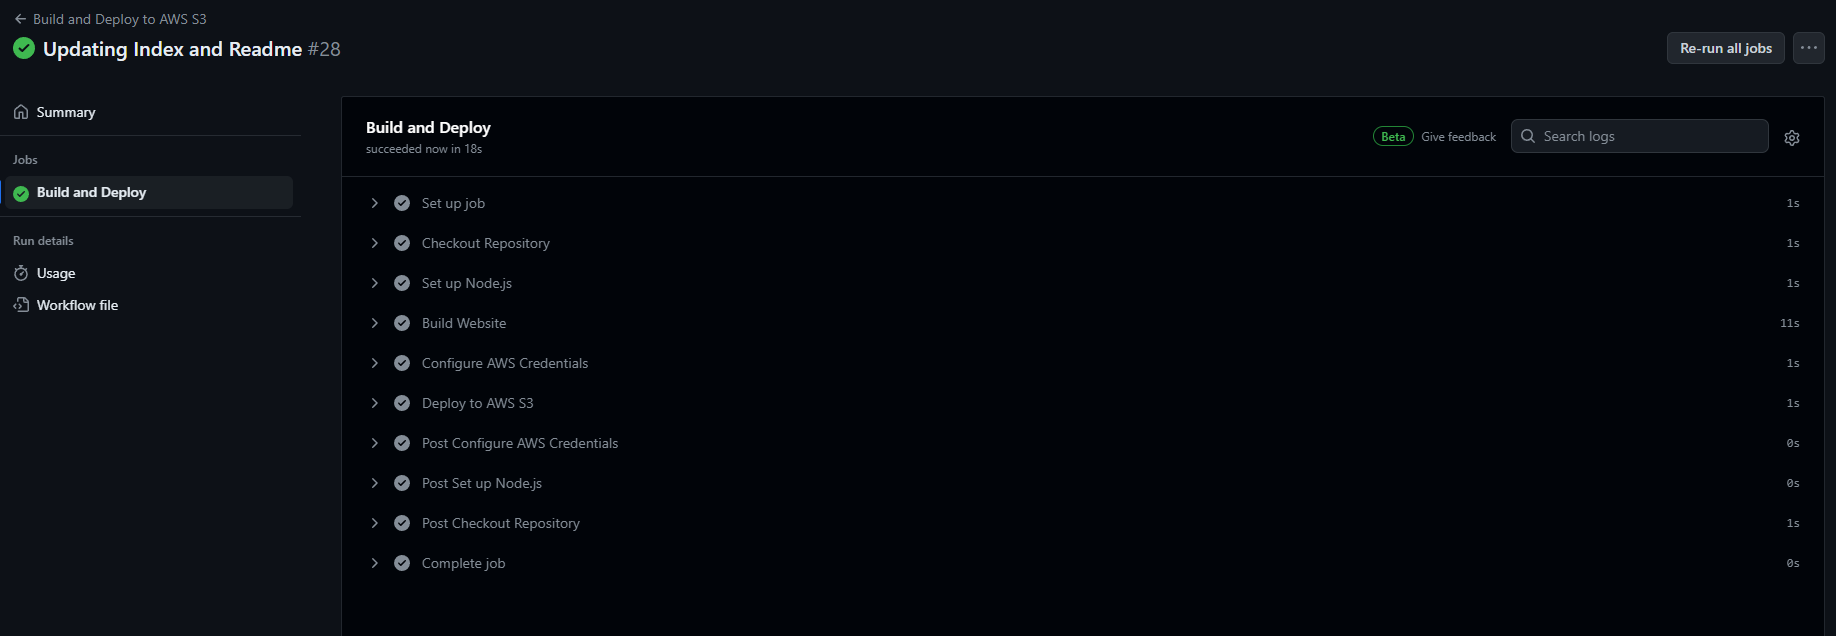 Build and Deploy to AWS S3
Updating Index and Readme #28
Re-run all jobs
Summary
Jobs
Build and Deploy
Run details
Usage
Workflow file
Build and Deploy
succeeded now in 18s
Beta Give feedback
Search logs
Set up job 1s
Checkout Repository 1s
Set up Node.js 1s
Build Website 11s
Configure AWS Credentials 1s
Deploy to AWS S3 1s
Post Configure AWS Credentials 0s
Post Set up Node.js 0s
Post Checkout Repository 1s
Complete job 0s